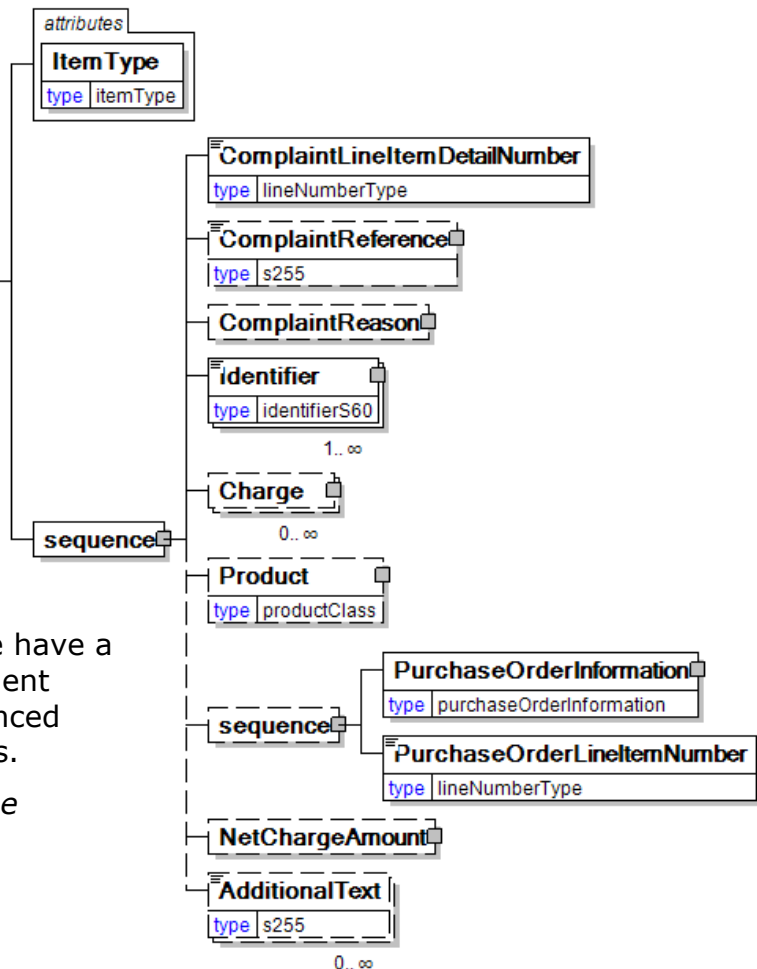 attributes
ItemType
type itemType
ComplaintLineItemDetailNumber
type lineNumberType
ComplaintReference
type s255
ComplaintReason
Identifier
type identifierS60
1.. ∞
Charge
0.. ∞
sequence
Product
type productClass
e have a
ent
nced
s.
e
sequence
PurchaseOrderInformation
type purchaseOrderInformation
PurchaseOrderLineItemNumber
type lineNumberType
NetChargeAmount
AdditionalText
type s255
0.. ∞